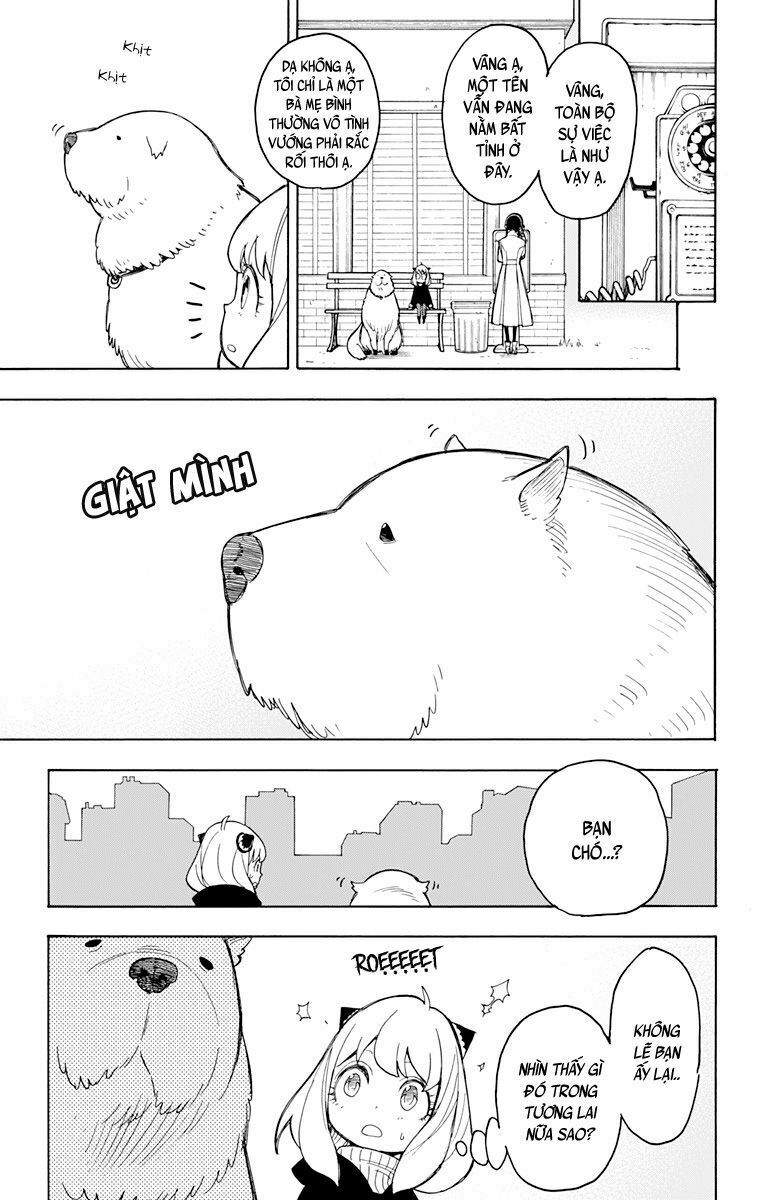 VÂNG,
TOÀN BỘ
SỰ VIỆC
LÀ NHƯ
VẬY Ạ.
VÂNG Ạ,
MỘT TÊN
VẪN ĐANG
NẰM BẤT
TỈNH Ở
ĐÂY.
DẠ KHÔNG Ạ,
TÔI CHỈ LÀ MỘT
BÀ MẸ BÌNH
THƯỜNG VÔ TÌNH
VƯỚNG PHẢI RẮC
RỐI THÔI Ạ.
Khịt
Khịt
GIẬT MÌNH
BẠN
CHÓ...?
ROEEEEET
KHÔNG
LẼ BẠN
ẤY LẠI..
NHÌN THẤY GÌ
ĐÓ TRONG
TƯƠNG LAI
NỮA SAO?